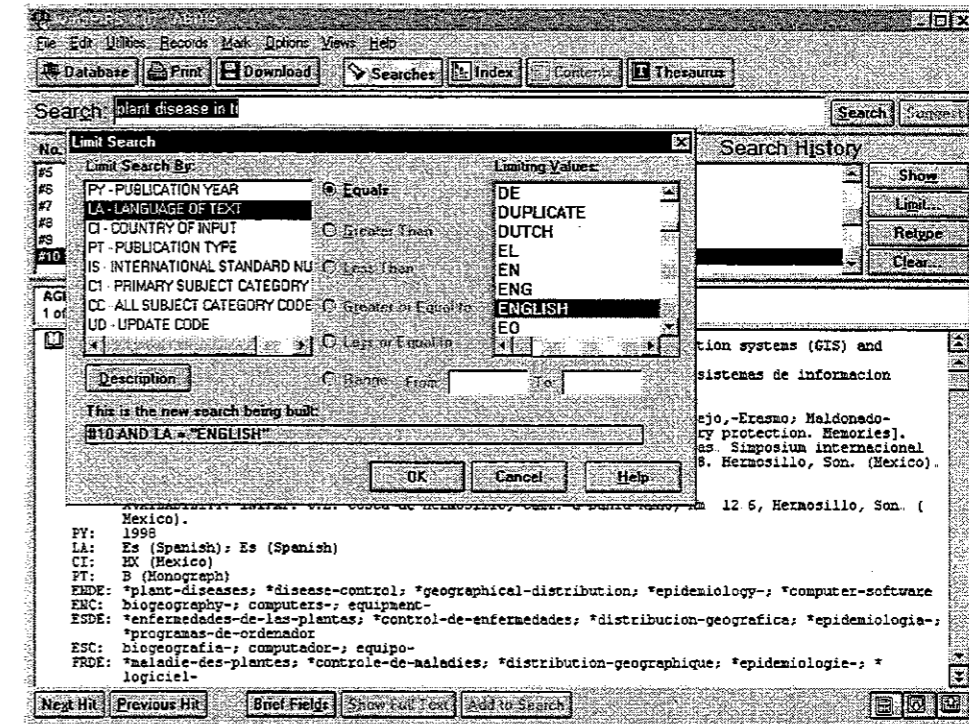 File Edit Utilities Records Mark Options Views Help
Database Print Download Searches Index Contents Thesaurus
Search: plant disease in ti
Search Suggest
No. Search History
#5
#6
#7
#8
#9
#10
Show
Limit...
Retype
Clear...
Limit Search
Limit Search By:
PY - PUBLICATION YEAR
LA - LANGUAGE OF TEXT
CI - COUNTRY OF INPUT
PT - PUBLICATION TYPE
IS - INTERNATIONAL STANDARD NU
C1 - PRIMARY SUBJECT CATEGORY
CC - ALL SUBJECT CATEGORY CODE
UD - UPDATE CODE
Description
Equals
Greater Than
Less Than
Greater or Equal to
Less or Equal to
Range From To:
Limiting Values:
DE
DUPLICATE
DUTCH
EL
EN
ENG
ENGLISH
EO
This is the new search being built:
#10 AND LA = "ENGLISH"
OK Cancel Help
AGR
1 of
tion systems (GIS) and
sistemas de informacion
ejo,-Erasmo; Maldonado-
ry protection. Memories].
as. Simposium internacional
8. Hermosillo, Son. (Mexico).
12.6, Hermosillo, Son. (
Mexico).
PY: 1998
LA: Es (Spanish); Es (Spanish)
CI: MX (Mexico)
PT: B (Monograph)
ENDE: *plant-diseases; *disease-control; *geographical-distribution; *epidemiology-; *computer-software
ENC: biogeography-; computers-; equipment-
ESDE: *enfermedades-de-las-plantas; *control-de-enfermedades; *distribution-geografica; *epidemiologia-;
*programas-de-ordenador
ESC: biogeografia-; computador-; equipo-
FRDE: *maladie-des-plantes; *controle-de-maladies; *distribution-geographique; *epidemiologie-; *
logiciel-
Next Hit Previous Hit Brief Fields Show Full Text Add to Search